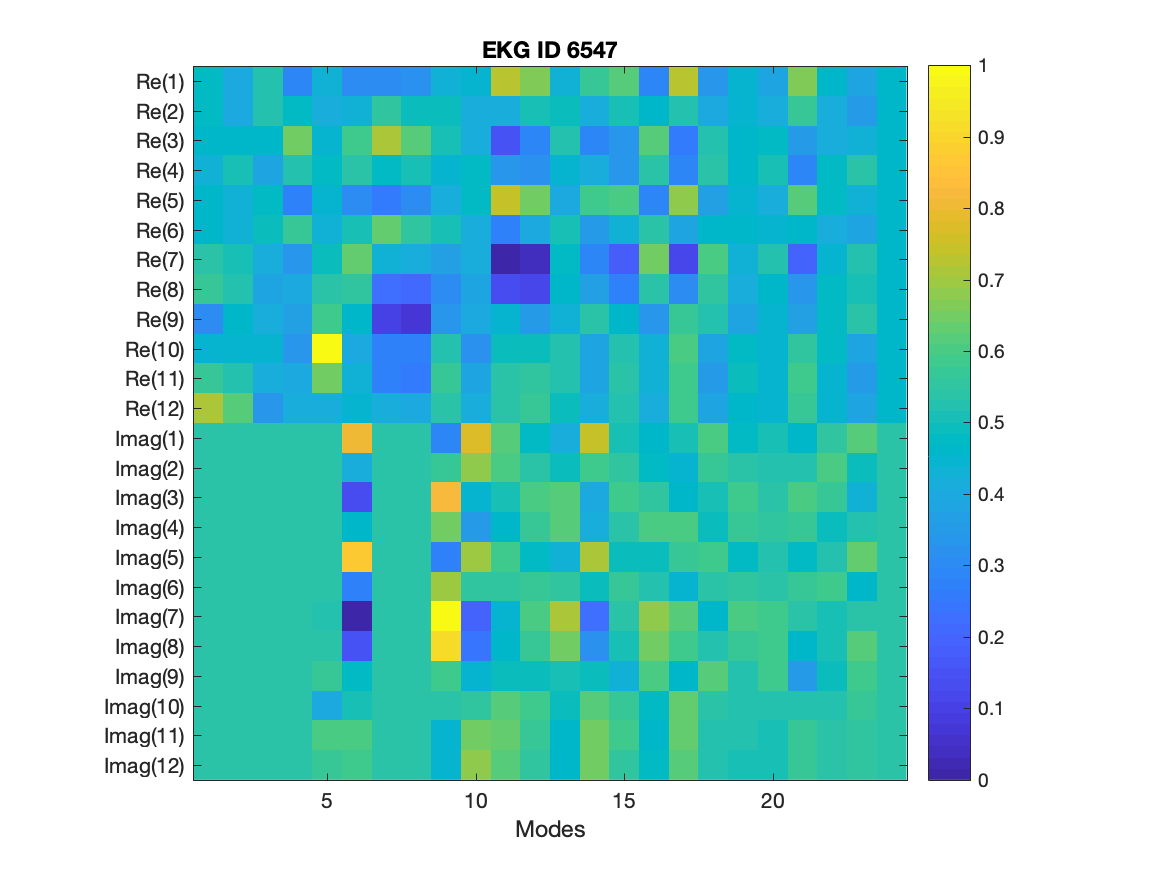 EKG ID 6547
Re(1)
Re(2)
Re(3)
Re(4)
Re(5)
Re(6)
Re(7)
Re(8)
Re(9)
Re(10)
Re(11)
Re(12)
Imag(1)
Imag(2)
Imag(3)
Imag(4)
Imag(5)
Imag(6)
Imag(7)
Imag(8)
Imag(9)
Imag(10)
Imag(11)
Imag(12)
5 10 15 20
Modes
1
0.9
0.8
0.7
0.6
0.5
0.4
0.3
0.2
0.1
0